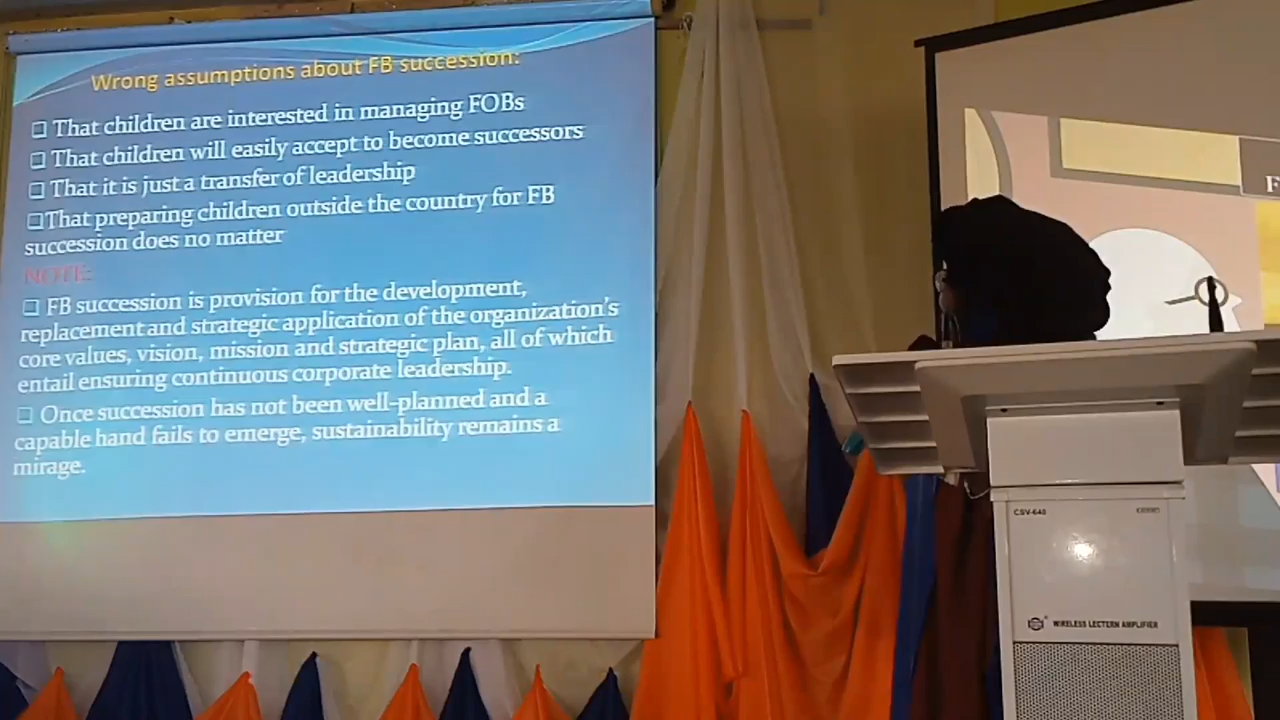 Wrong assumptions about FB succession:
❑ That children are interested in managing FOBs
❑ That children will easily accept to become successors
❑ That it is just a transfer of leadership
❑That preparing children outside the country for FB
succession does no matter
NOTE:
❑ FB succession is provision for the development,
replacement and strategic application of the organization's
core values, vision, mission and strategic plan, all of which
entail ensuring continuous corporate leadership.
❑ Once succession has not been well-planned and a
capable hand fails to emerge, sustainability remains a
mirage.
F
CSV-640
WIRELESS LECTERN AMPLIFIER